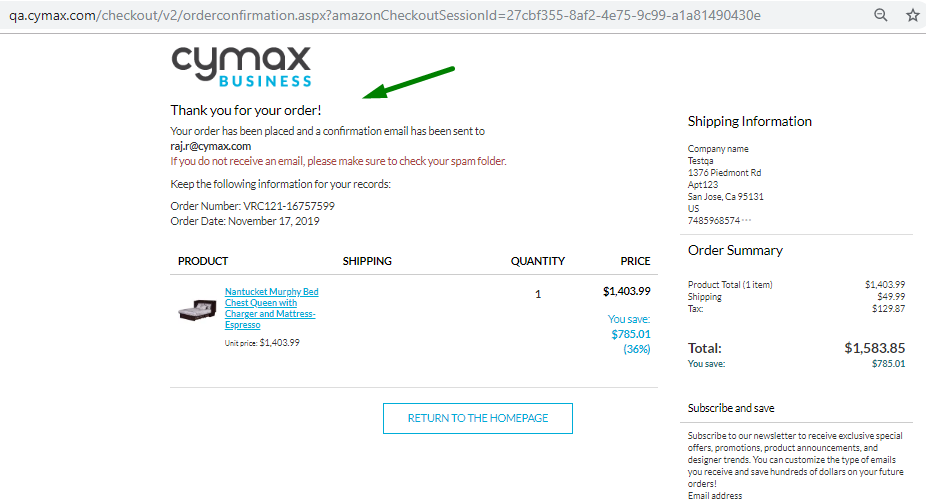 qa.cymax.com/checkout/v2/orderconfirmation.aspx?amazonCheckoutSessionId=27cbf355-8af2-4e75-9c99-a1a81490430e
cymax
BUSINESS
Thank you for your order!
Your order has been placed and a confirmation email has been sent to
raj.r@cymax.com
If you do not receive an email, please make sure to check your spam folder.
Keep the following information for your records:
Order Number: VRC121-16757599
Order Date: November 17, 2019
PRODUCT SHIPPING QUANTITY PRICE
Nantucket Murphy Bed 1 $1,403.99
Chest Queen with
Charger and Mattress-
Espresso
Unit price: $1,403.99
You save:
$785.01
(36%)
RETURN TO THE HOMEPAGE
Shipping Information
Company name
Testqa
1376 Piedmont Rd
Apt123
San Jose, Ca 95131
US
7485968574
Order Summary
Product Total (1 item) $1,403.99
Shipping $49.99
Tax: $129.87
Total: $1,583.85
You save: $785.01
Subscribe and save
Subscribe to our newsletter to receive exclusive special
offers, promotions, product announcements, and
designer trends. You can customize the type of emails
you receive and save hundreds of dollars on your future
orders!
Email address